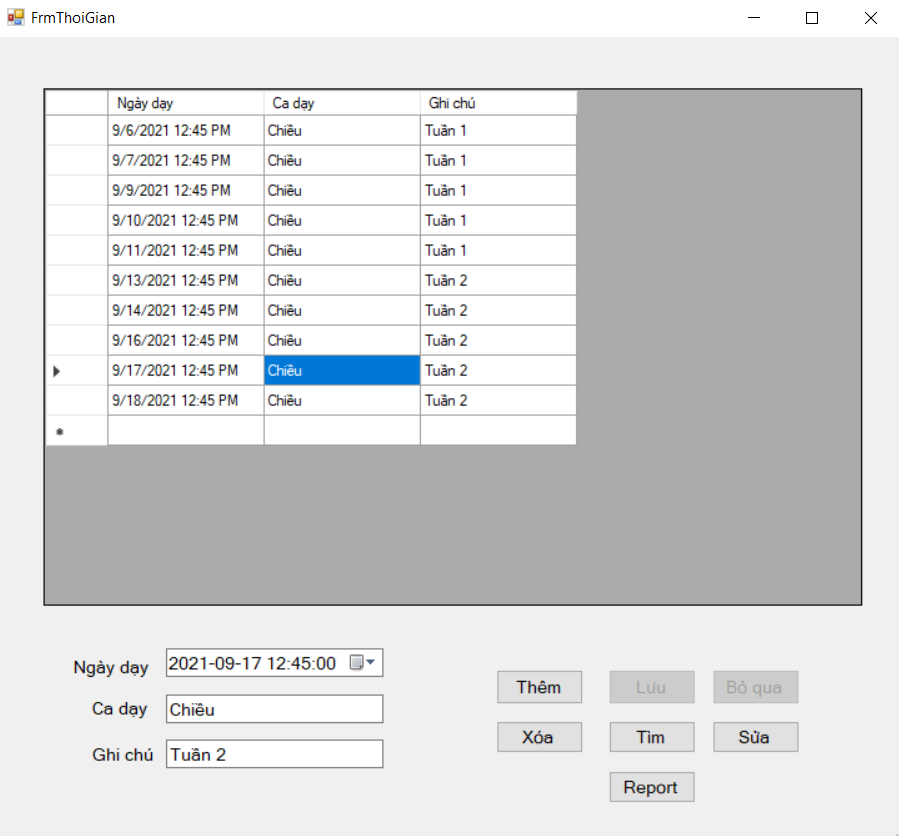 FrmThoiGian
Ngày dạy Ca dạy Ghi chú
9/6/2021 12:45 PM Chiều Tuần 1
9/7/2021 12:45 PM Chiều Tuần 1
9/9/2021 12:45 PM Chiều Tuần 1
9/10/2021 12:45 PM Chiều Tuần 1
9/11/2021 12:45 PM Chiều Tuần 1
9/13/2021 12:45 PM Chiều Tuần 2
9/14/2021 12:45 PM Chiều Tuần 2
9/16/2021 12:45 PM Chiều Tuần 2
9/17/2021 12:45 PM Chiều Tuần 2
9/18/2021 12:45 PM Chiều Tuần 2
Ngày dạy 2021-09-17 12:45:00
Ca dạy Chiều
Ghi chú Tuần 2
Thêm Lưu Bỏ qua
Xóa Tìm Sửa
Report